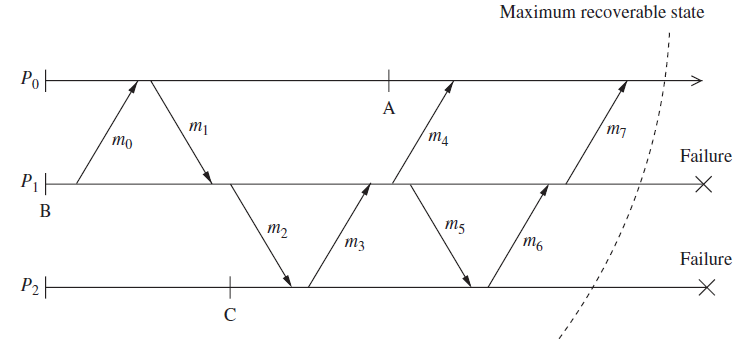 Maximum recoverable state
P0
A
m0
m1
m4
m7
Failure
P1
B
m2
m3
m5
m6
Failure
P2
C